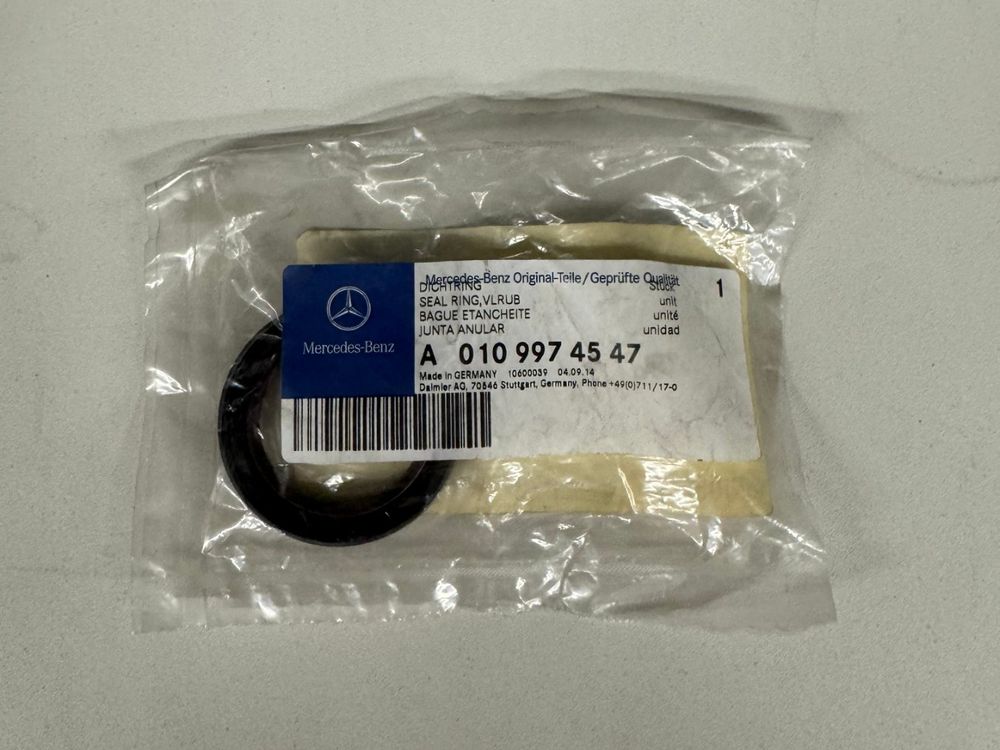 Mercedes-Benz Original-Teile/Geprüfte Qualität
DICHTRING Stück 1
SEAL RING,VLRUB unit
BAGUE ETANCHEITE unité
JUNTA ANULAR unidad
Mercedes-Benz
A 010 997 45 47
Made in GERMANY 10600039 04.09.14
Daimler AG, 70546 Stuttgart, Germany, Phone +49(0)711/17-0